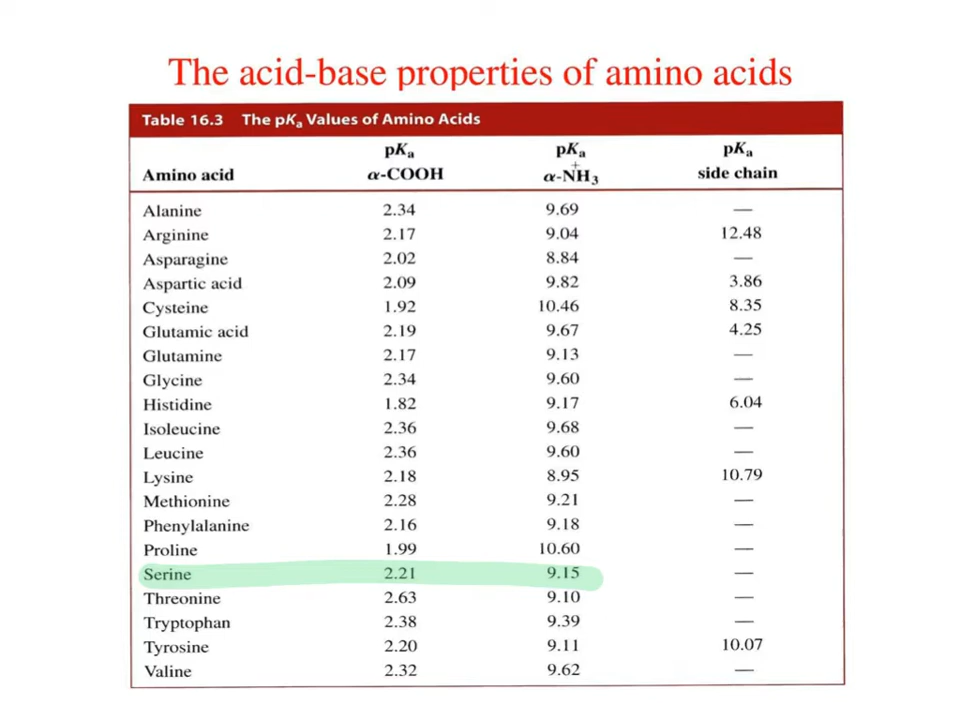 The acid-base properties of amino acids
Table 16.3 The pKa Values of Amino Acids
pKa pKa pKa
Amino acid α-COOH α-N⁺H3 side chain
Alanine 2.34 9.69 —
Arginine 2.17 9.04 12.48
Asparagine 2.02 8.84 —
Aspartic acid 2.09 9.82 3.86
Cysteine 1.92 10.46 8.35
Glutamic acid 2.19 9.67 4.25
Glutamine 2.17 9.13 —
Glycine 2.34 9.60 —
Histidine 1.82 9.17 6.04
Isoleucine 2.36 9.68 —
Leucine 2.36 9.60 —
Lysine 2.18 8.95 10.79
Methionine 2.28 9.21 —
Phenylalanine 2.16 9.18 —
Proline 1.99 10.60 —
Serine 2.21 9.15 —
Threonine 2.63 9.10 —
Tryptophan 2.38 9.39 —
Tyrosine 2.20 9.11 10.07
Valine 2.32 9.62 —